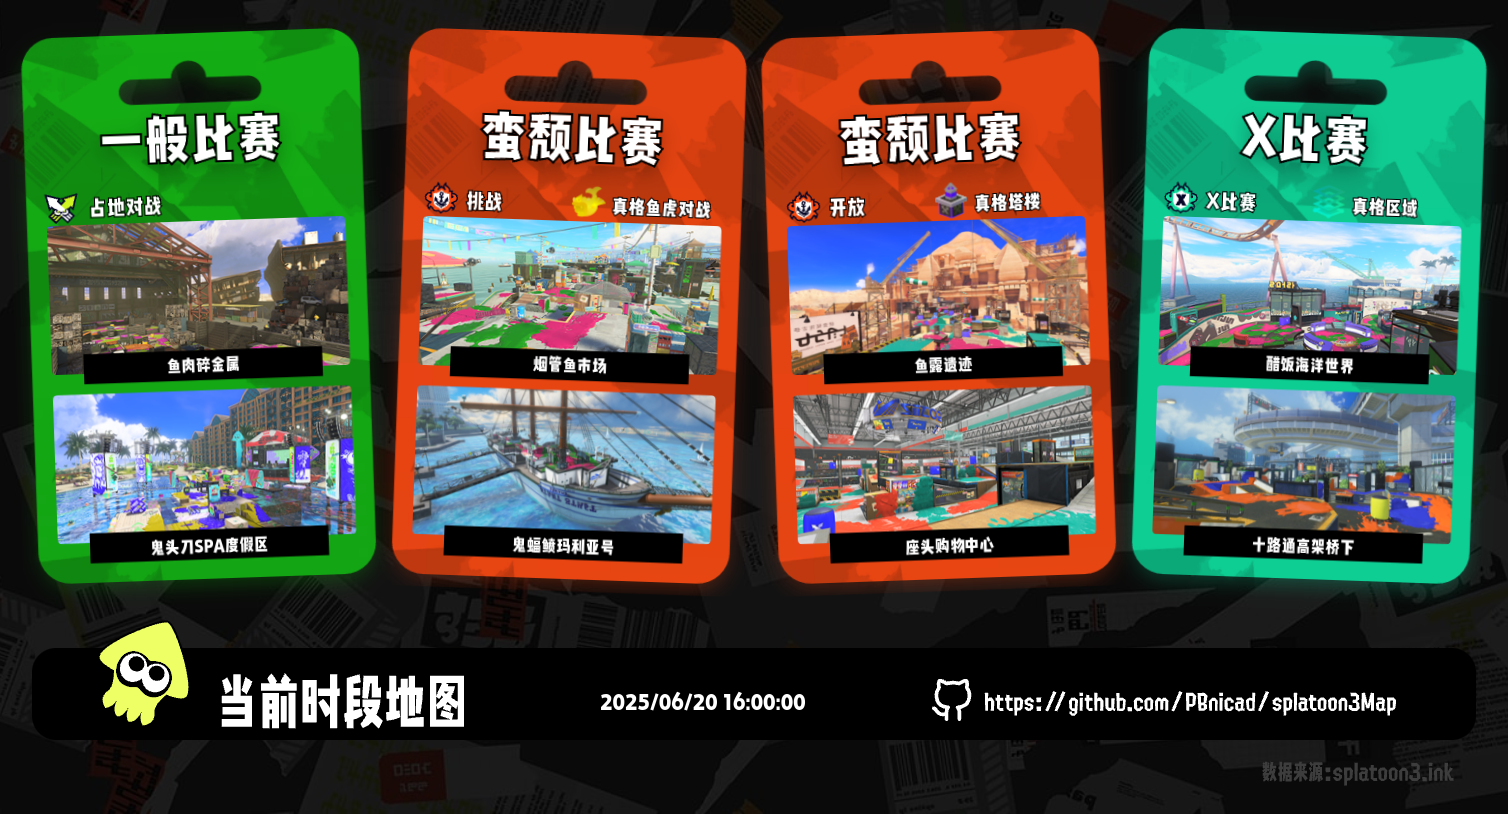 一般比赛
占地对战
鱼肉碎金属
鬼头刀SPA度假区
蛮颓比赛
挑战
真格鱼虎对战
烟管鱼市场
鬼蝠鲼玛利亚号
蛮颓比赛
开放
真格塔楼
鱼露遗迹
座头购物中心
X比赛
X比赛
真格区域
醋饭海洋世界
十路通高架桥下
当前时段地图
2025/06/20 16:00:00
https://github.com/PBnicad/splatoon3Map
数据来源:splatoon3.ink